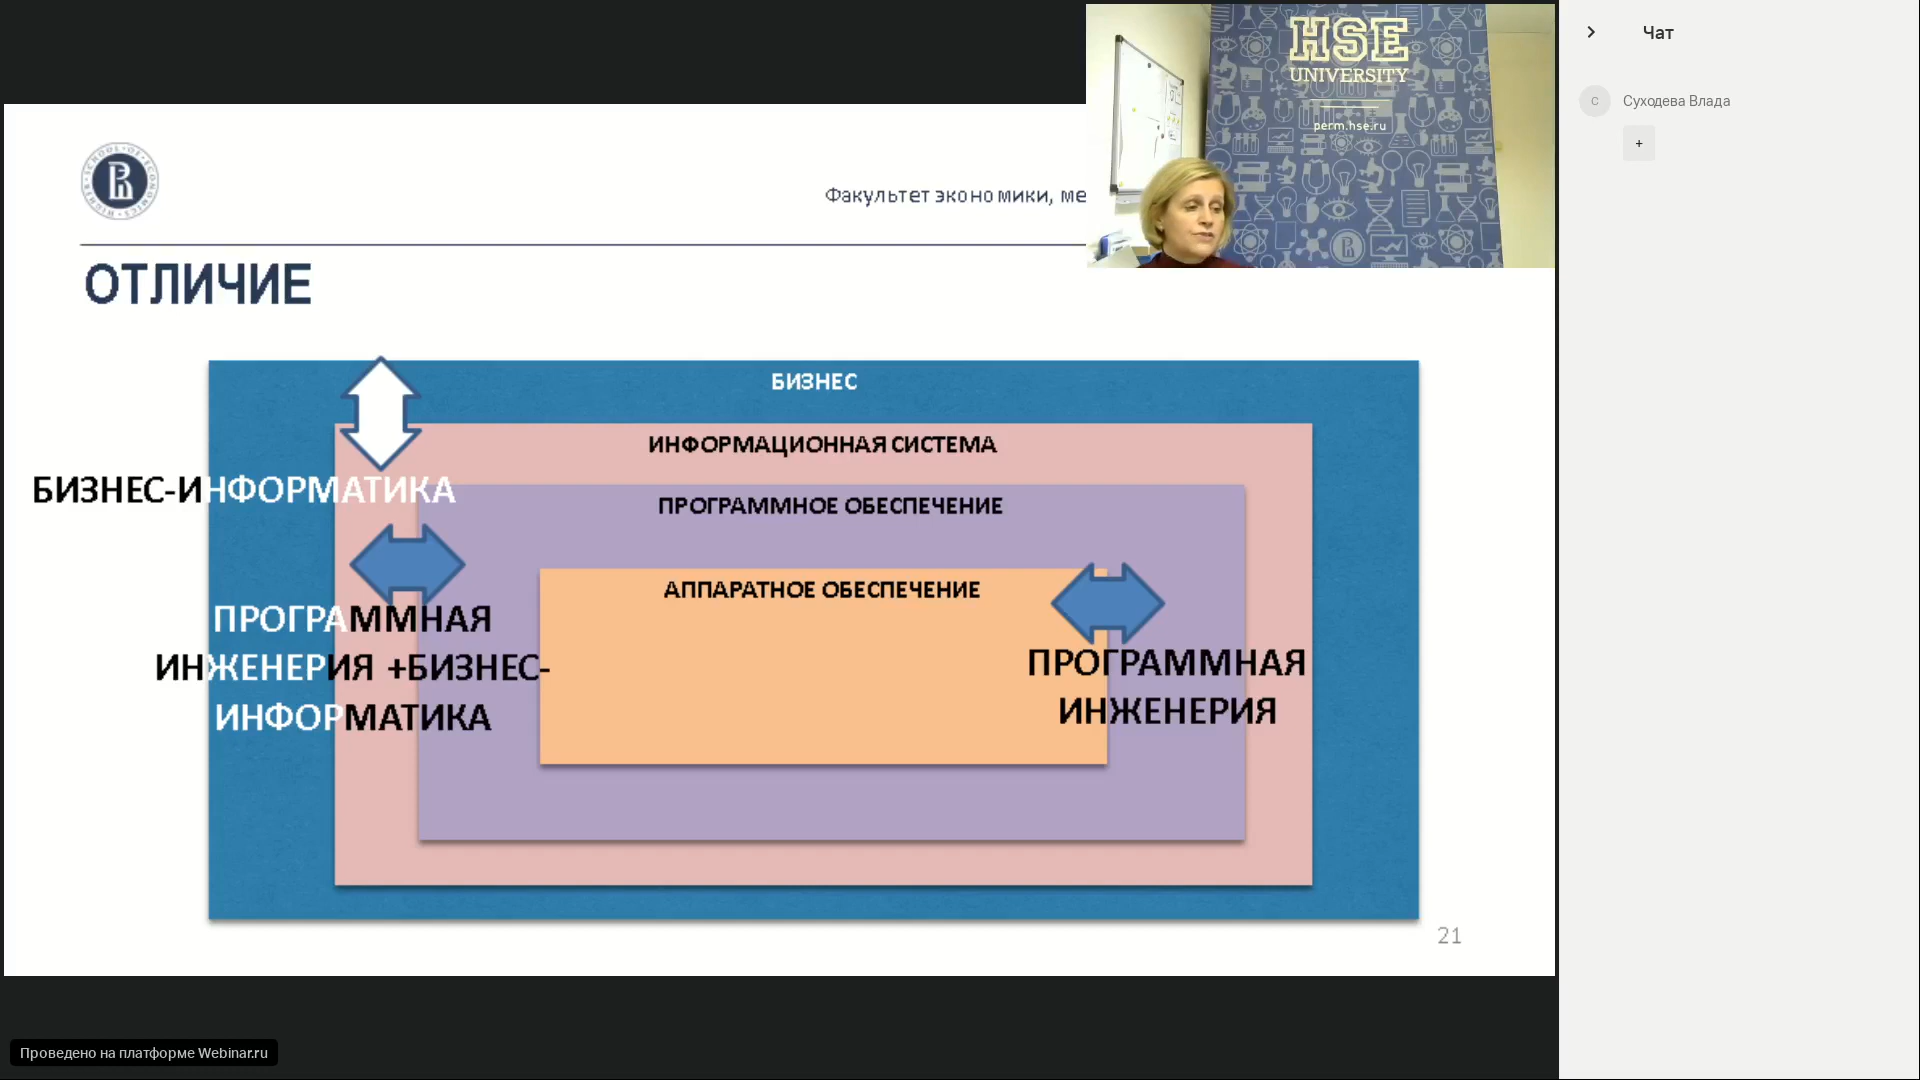 HSE
UNIVERSITY
perm.hse.ru
Чат
Суходева Влада
+
Факультет экономики, ме
ОТЛИЧИЕ
БИЗНЕС
ИНФОРМАЦИОННАЯ СИСТЕМА
БИЗНЕС-ИНФОРМАТИКА
ПРОГРАММНОЕ ОБЕСПЕЧЕНИЕ
АППАРАТНОЕ ОБЕСПЕЧЕНИЕ
ПРОГРАММНАЯ
ИНЖЕНЕРИЯ +БИЗНЕС-
ИНФОРМАТИКА
ПРОГРАММНАЯ
ИНЖЕНЕРИЯ
21
Проведено на платформе Webinar.ru